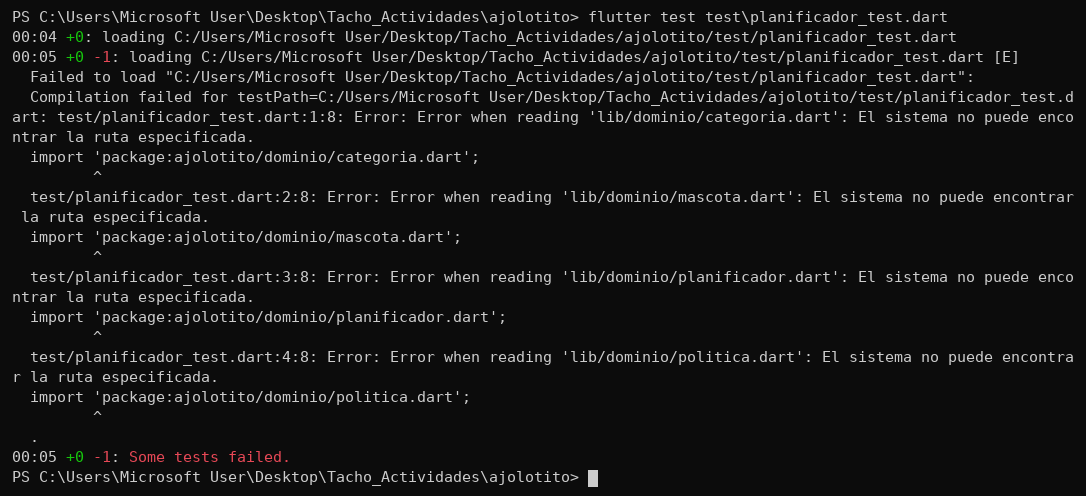 PS C:\Users\Microsoft User\Desktop\Tacho_Actividades\ajolotito> flutter test test\planificador_test.dart
00:04 +0: loading C:/Users/Microsoft User/Desktop/Tacho_Actividades/ajolotito/test/planificador_test.dart
00:05 +0 -1: loading C:/Users/Microsoft User/Desktop/Tacho_Actividades/ajolotito/test/planificador_test.dart [E]
  Failed to load "C:/Users/Microsoft User/Desktop/Tacho_Actividades/ajolotito/test/planificador_test.dart":
  Compilation failed for testPath=C:/Users/Microsoft User/Desktop/Tacho_Actividades/ajolotito/test/planificador_test.d
art: test/planificador_test.dart:1:8: Error: Error when reading 'lib/dominio/categoria.dart': El sistema no puede enco
ntrar la ruta especificada.
  import 'package:ajolotito/dominio/categoria.dart';
         ^
  test/planificador_test.dart:2:8: Error: Error when reading 'lib/dominio/mascota.dart': El sistema no puede encontrar
 la ruta especificada.
  import 'package:ajolotito/dominio/mascota.dart';
         ^
  test/planificador_test.dart:3:8: Error: Error when reading 'lib/dominio/planificador.dart': El sistema no puede enco
ntrar la ruta especificada.
  import 'package:ajolotito/dominio/planificador.dart';
         ^
  test/planificador_test.dart:4:8: Error: Error when reading 'lib/dominio/politica.dart': El sistema no puede encontra
r la ruta especificada.
  import 'package:ajolotito/dominio/politica.dart';
         ^
  .
00:05 +0 -1: Some tests failed.
PS C:\Users\Microsoft User\Desktop\Tacho_Actividades\ajolotito>